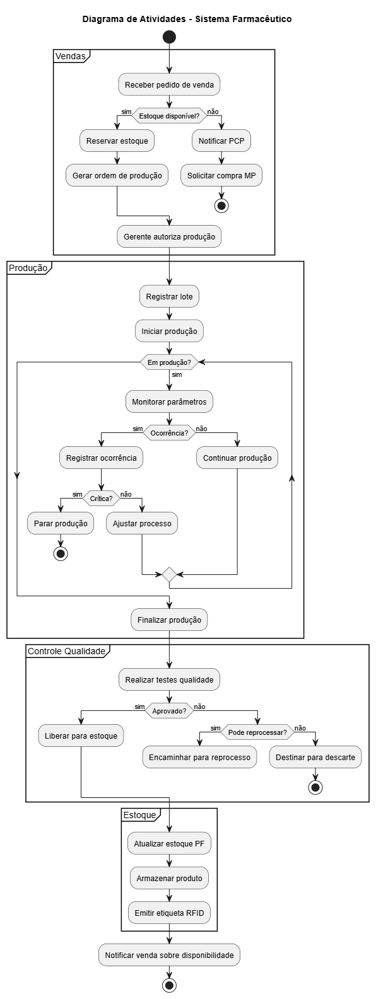 Diagrama de Atividades - Sistema Farmacêutico
Vendas
Receber pedido de venda
sim
Estoque disponível?
não
Reservar estoque
Notificar PCP
Gerar ordem de produção
Solicitar compra MP
Gerente autoriza produção
Produção
Registrar lote
Iniciar produção
Em produção?
sim
Monitorar parâmetros
sim
Ocorrência?
não
Registrar ocorrência
Continuar produção
sim
Crítica?
não
Parar produção
Ajustar processo
Finalizar produção
Controle Qualidade
Realizar testes qualidade
sim
Aprovado?
não
Liberar para estoque
sim
Pode reprocessar?
não
Encaminhar para reprocesso
Destinar para descarte
Estoque
Atualizar estoque PF
Armazenar produto
Emitir etiqueta RFID
Notificar venda sobre disponibilidade